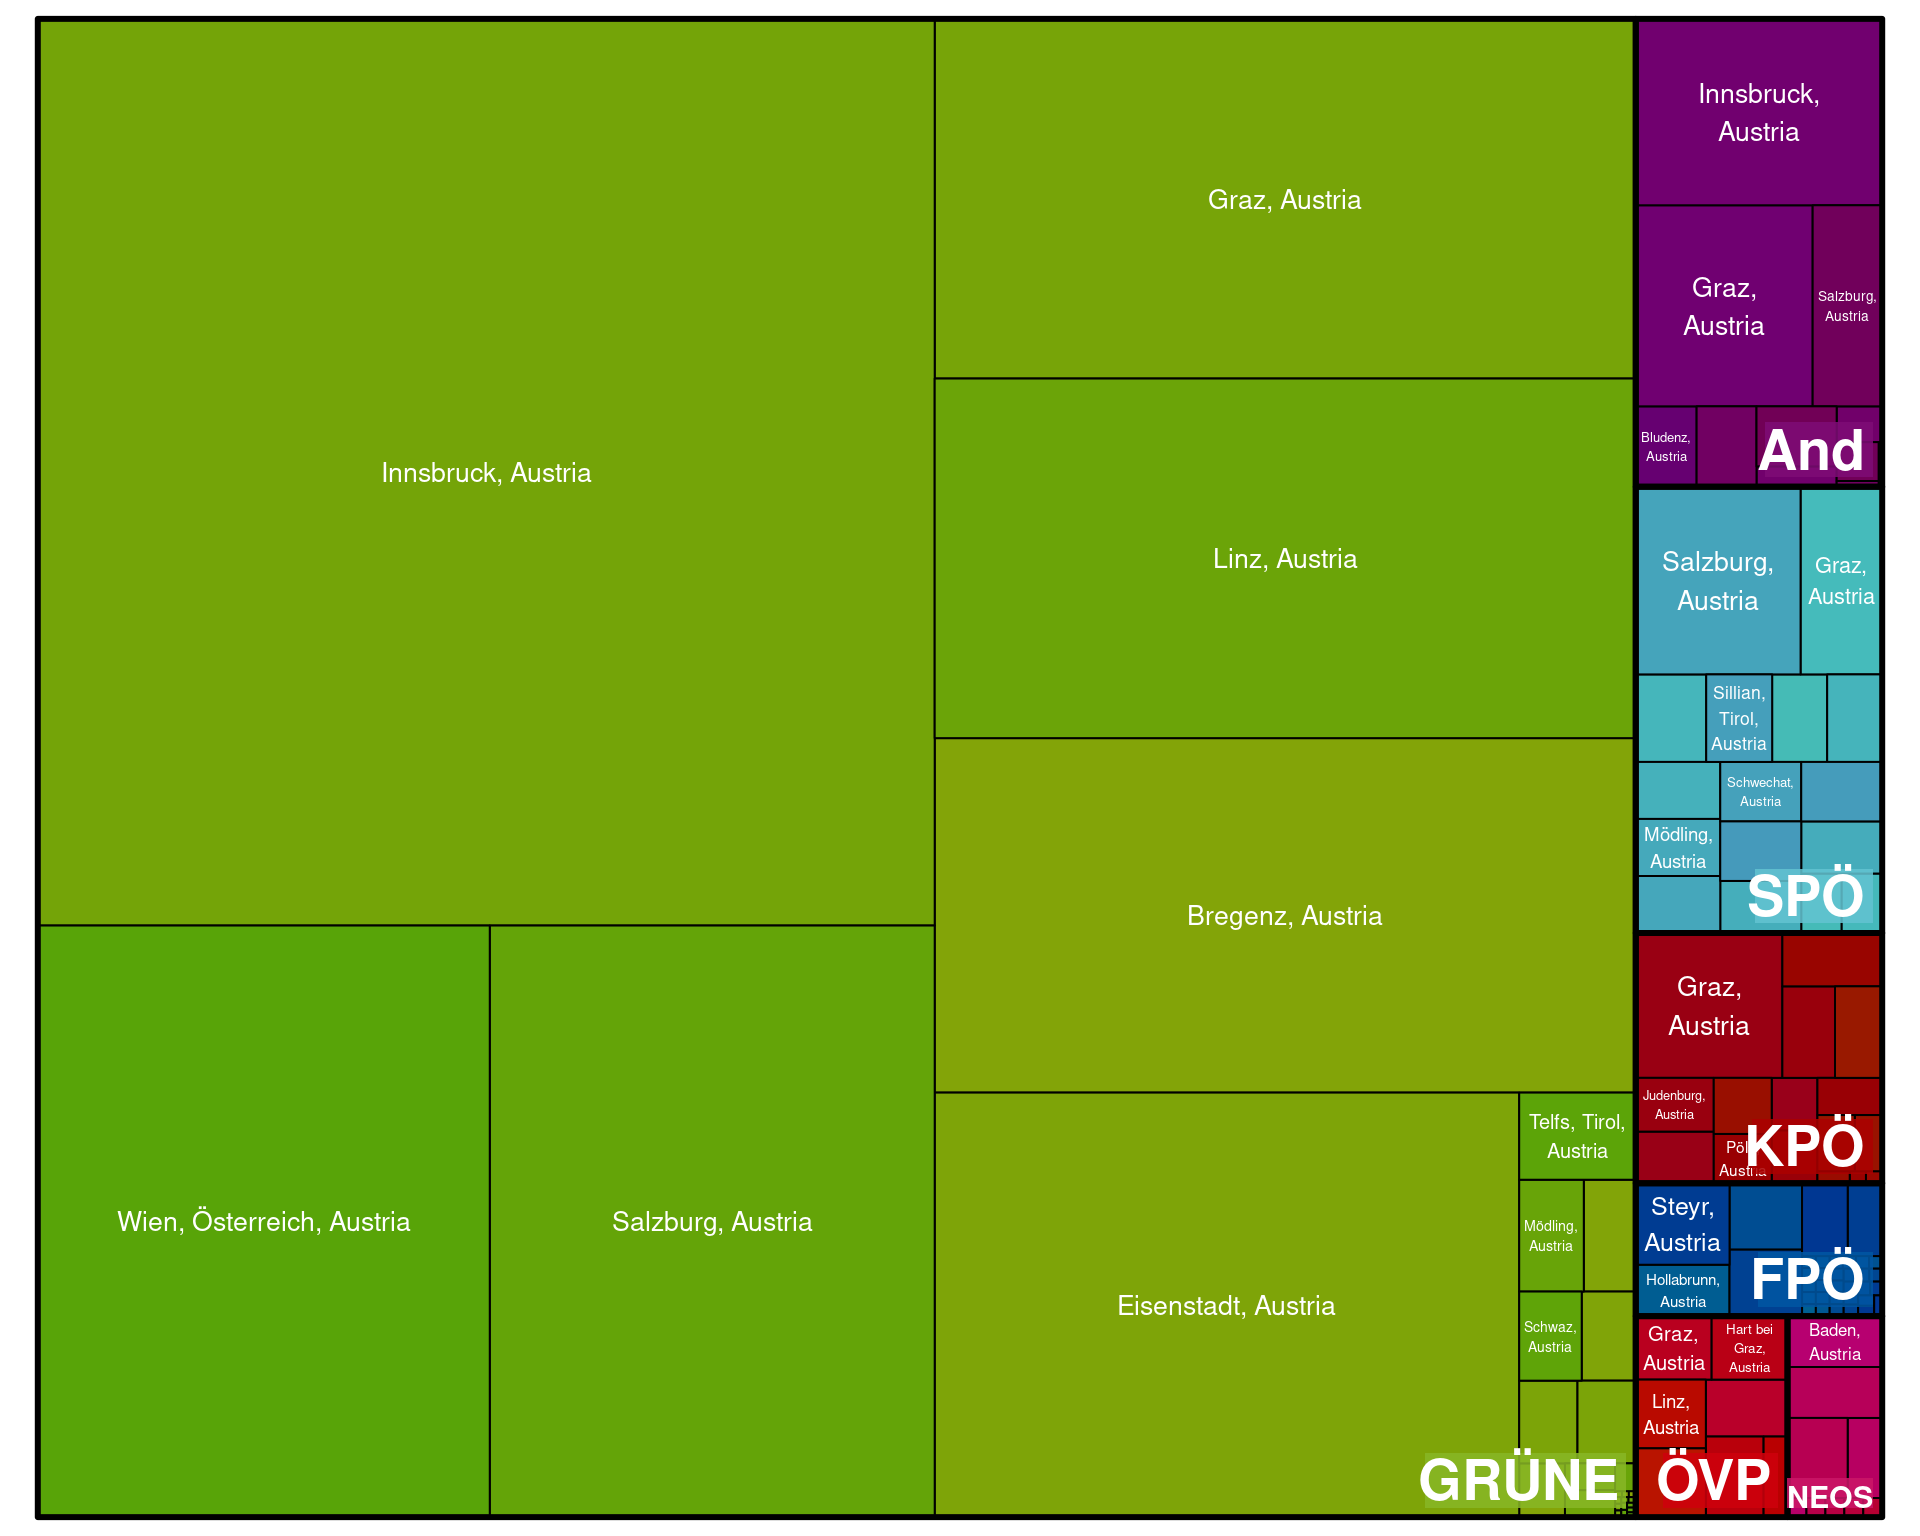 Innsbruck, Austria
Wien, Österreich, Austria
Salzburg, Austria
Graz, Austria
Linz, Austria
Bregenz, Austria
Eisenstadt, Austria
Telfs, Tirol,
Austria
Mödling,
Austria
Schwaz,
Austria
GRÜNE
Innsbruck,
Austria
Graz,
Austria
Salzburg,
Austria
Bludenz,
Austria
And
Salzburg,
Austria
Graz,
Austria
Sillian,
Tirol,
Austria
Schwechat,
Austria
Mödling,
Austria
SPÖ
Graz,
Austria
Judenburg,
Austria
Austria
KPÖ
Steyr,
Austria
Hollabrunn,
Austria
FPÖ
Graz,
Austria
Hart bei
Graz,
Austria
Linz,
Austria
ÖVP
Baden,
Austria
NEOS